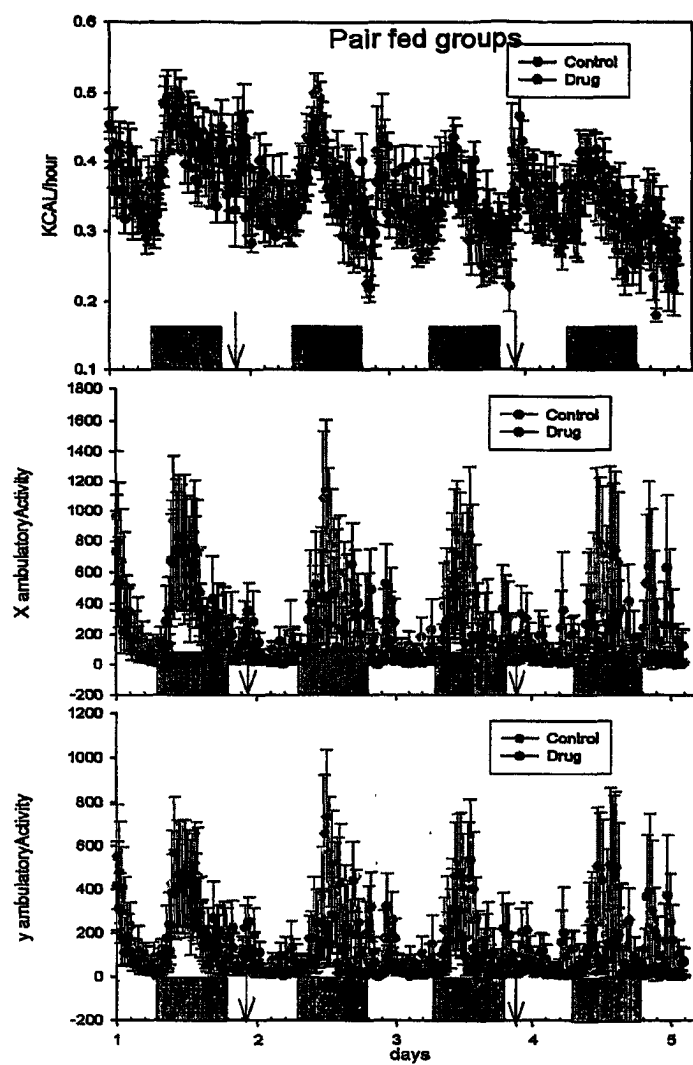 Pair fed groups
Control
Drug
KCAL/hour
0.6
0.5
0.4
0.3
0.2
0.1
X ambulatoryActivity
1800
1600
1400
1200
1000
800
600
400
200
0
-200
Control
Drug
y ambulatoryActivity
1200
1000
800
600
400
200
0
-200
Control
Drug
1 2 3 4 5
days